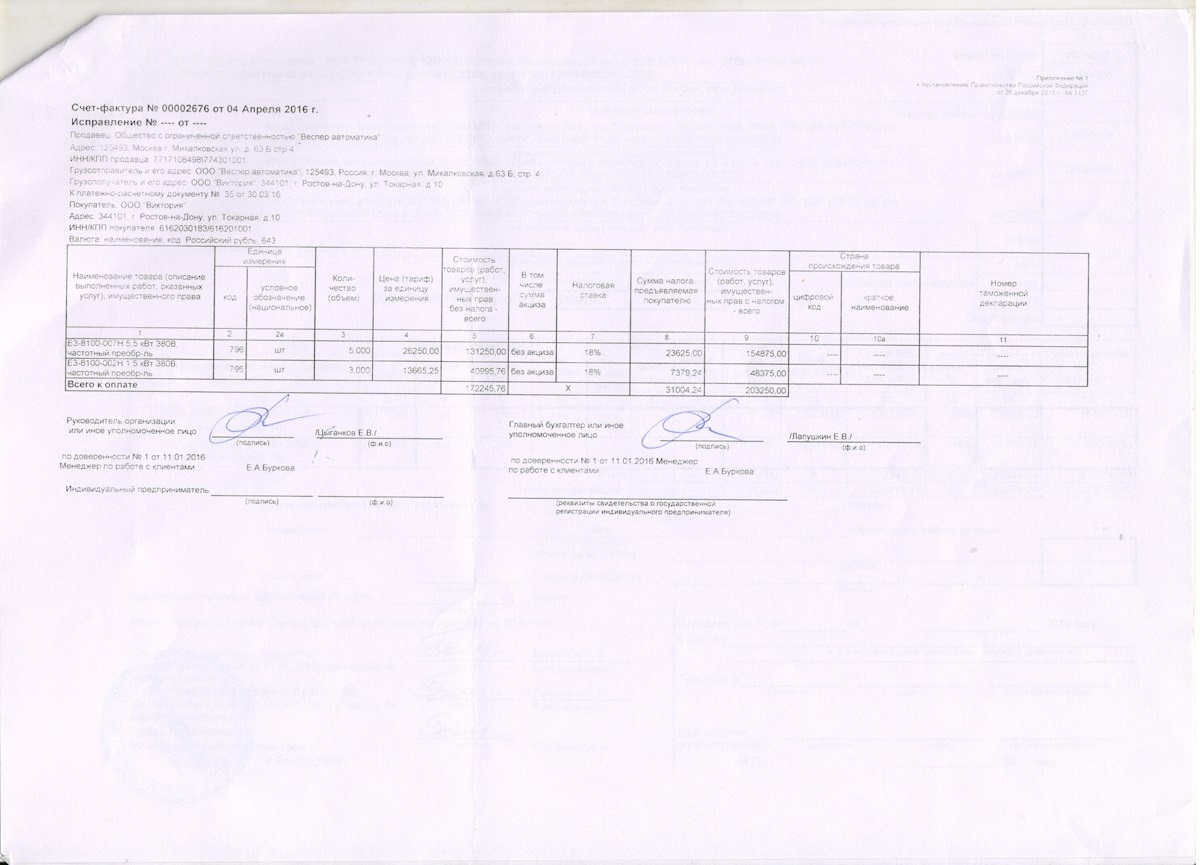 Приложение № 1
к постановлению Правительства Российской Федерации
от 26 декабря 2011 г. № 1137
Счет-фактура № 00002676 от 04 Апреля 2016 г.
Исправление № ---- от ----
Продавец: Общество с ограниченной ответственностью "Веспер автоматика"
Адрес: 125493, Москва г, Михалковская ул, д. 63 Б стр 4
ИНН/КПП продавца: 7717108498\774301001
Грузоотправитель и его адрес: ООО "Веспер автоматика", 125493, Россия, г. Москва, ул. Михалковская, д.63 Б, стр. 4
Грузополучатель и его адрес: ООО "Виктория", 344101, г. Ростов-на-Дону, ул. Токарная, д.10
К платежно-расчетному документу №: 35 от 30.03.16
Покупатель: ООО "Виктория"
Адрес: 344101, г. Ростов-на-Дону, ул. Токарная, д.10
ИНН/КПП покупателя: 6162030183/616201001
Валюта: наименование, код: Российский рубль, 643
Наименование товара (описание выполненных работ, оказанных услуг), имущественного права
Единица измерения
код
условное обозначение (национальное)
Коли-чество (объем)
Цена (тариф) за единицу измерения
Стоимость товаров (работ, услуг), имуществен-ных прав без налога - всего
В том числе сумма акциза
Налоговая ставка
Сумма налога, предъявляемая покупателю
Стоимость товаров (работ, услуг), имуществен-ных прав с налогом - всего
Страна происхождения товара
цифровой код
краткое наименование
Номер таможенной декларации
1 2 2а 3 4 5 6 7 8 9 10 10а 11
Е3-8100-007Н 5,5 кВт 380В, частотный преобр-ль 796 шт 5,000 26250,00 131250,00 без акциза 18% 23625,00 154875,00 ---- ---- ----
Е3-8100-002Н 1,5 кВт 380В, частотный преобр-ль 796 шт 3,000 13665,25 40995,76 без акциза 18% 7379,24 48375,00 ---- ---- ----
Всего к оплате 172245,76 X 31004,24 203250,00
Руководитель организации
или иное уполномоченное лицо /Цыганков Е.В./
(подпись) (ф.и.о)
по доверенности № 1 от 11.01.2016
Менеджер по работе с клиентами Е.А.Буркова
Индивидуальный предприниматель
(подпись) (ф.и.о)
Главный бухгалтер или иное
уполномоченное лицо /Лапушкин Е.В./
(подпись) (ф.и.о)
по доверенности № 1 от 11.01.2016 Менеджер
по работе с клиентами Е.А.Буркова
(реквизиты свидетельства о государственной
регистрации индивидуального предпринимателя)